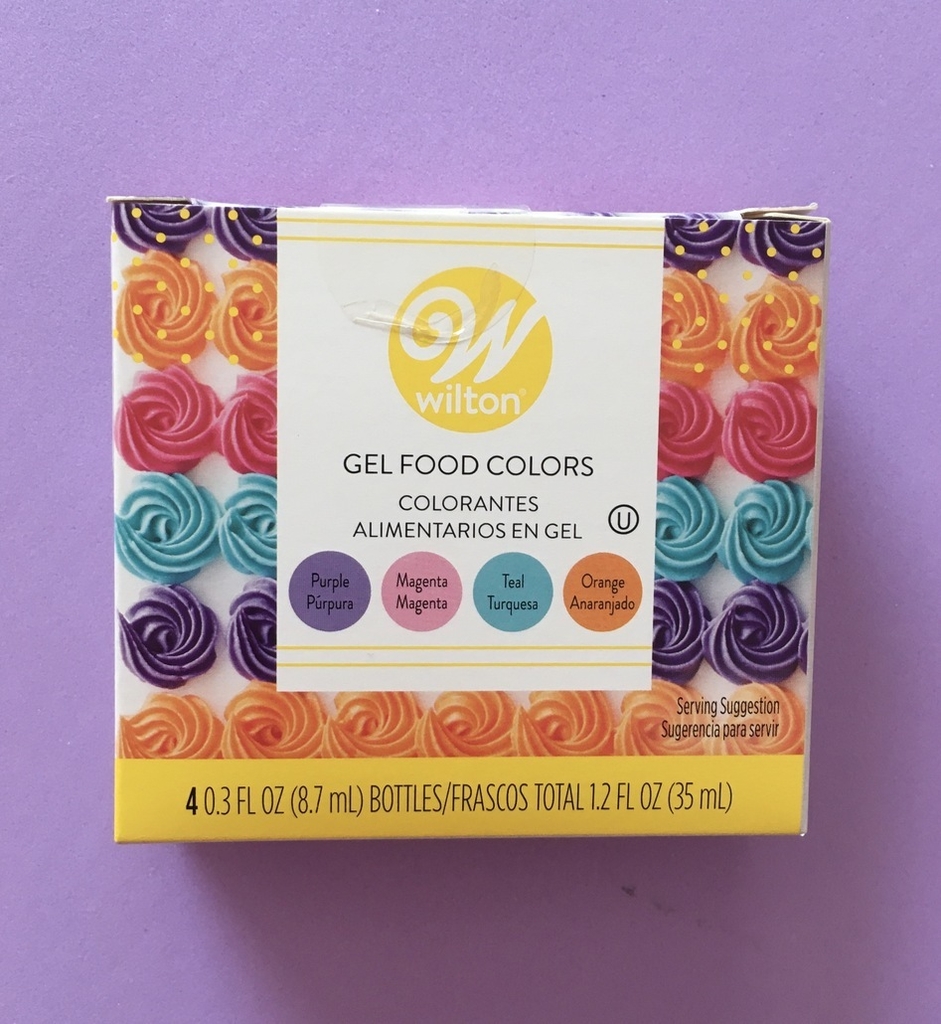 W
wilton®
GEL FOOD COLORS
COLORANTES
ALIMENTARIOS EN GEL
U
Purple
Púrpura
Magenta
Magenta
Teal
Turquesa
Orange
Anaranjado
Serving Suggestion
Sugerencia para servir
4 0.3 FL OZ (8.7 mL) BOTTLES/FRASCOS TOTAL 1.2 FL OZ (35 mL)